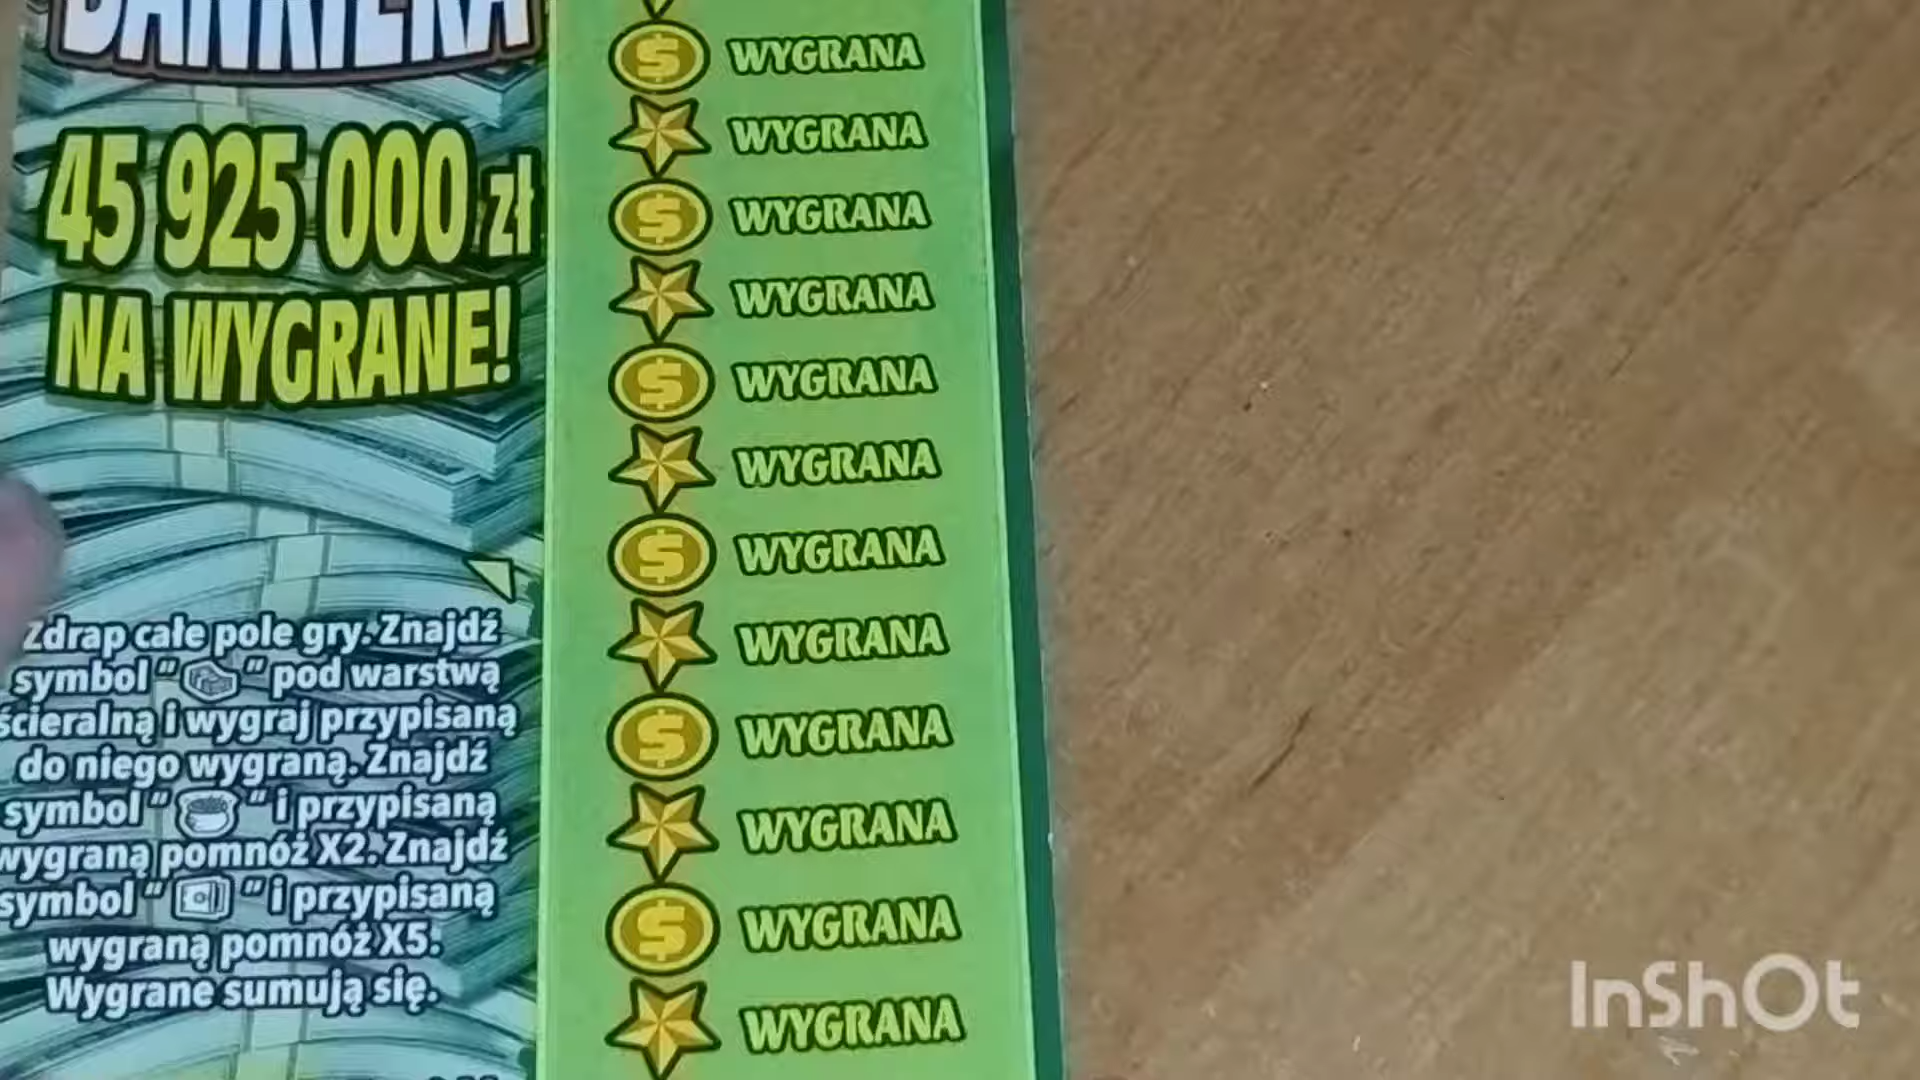 BANKIERA
45 925 000 zł
NA WYGRANE!
Zdrap całe pole gry. Znajdź
symbol " " pod warstwą
ścieralną i wygraj przypisaną
do niego wygraną. Znajdź
symbol " " i przypisaną
wygraną pomnóż X2. Znajdź
symbol " " i przypisaną
wygraną pomnóż X5.
Wygrane sumują się.
WYGRANA
WYGRANA
WYGRANA
WYGRANA
WYGRANA
WYGRANA
WYGRANA
WYGRANA
WYGRANA
WYGRANA
WYGRANA
WYGRANA
InShOt